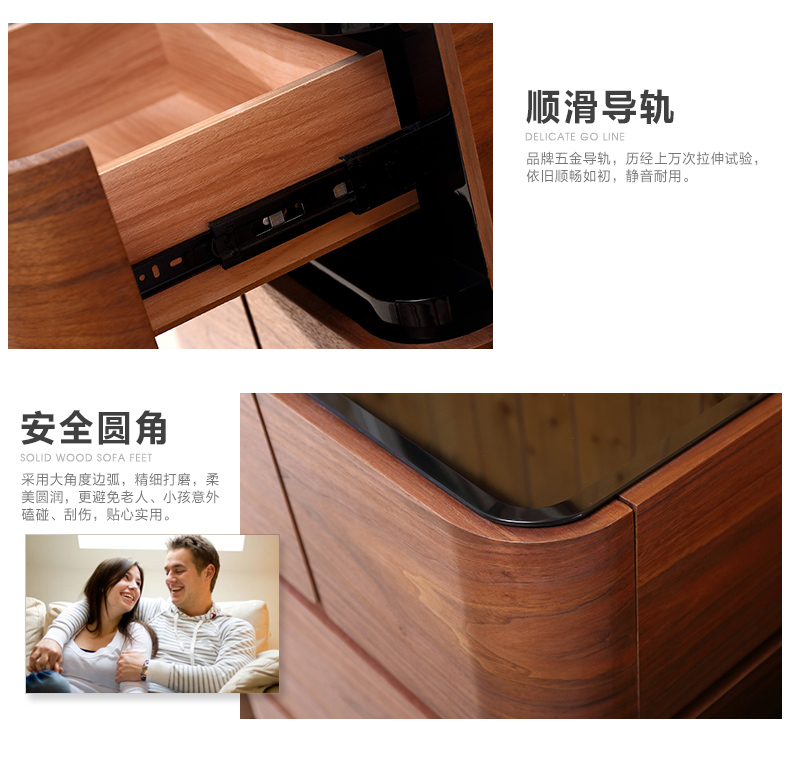 顺滑导轨
DELICATE GO LINE
品牌五金导轨，历经上万次拉伸试验，
依旧顺畅如初，静音耐用。
安全圆角
SOLID WOOD SOFA FEET
采用大角度边弧，精细打磨，柔
美圆润，更避免老人、小孩意外
磕碰、刮伤，贴心实用。